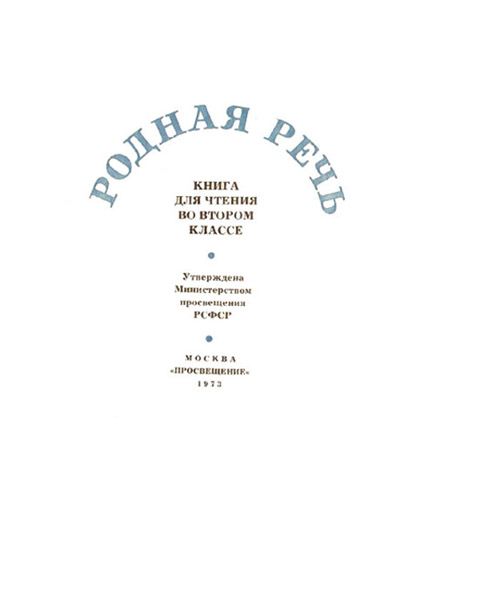 РОДНАЯ РЕЧЬ
КНИГА
ДЛЯ ЧТЕНИЯ
ВО ВТОРОМ
КЛАССЕ
Утверждена
Министерством
просвещения
РСФСР
МОСКВА
«ПРОСВЕЩЕНИЕ»
1973